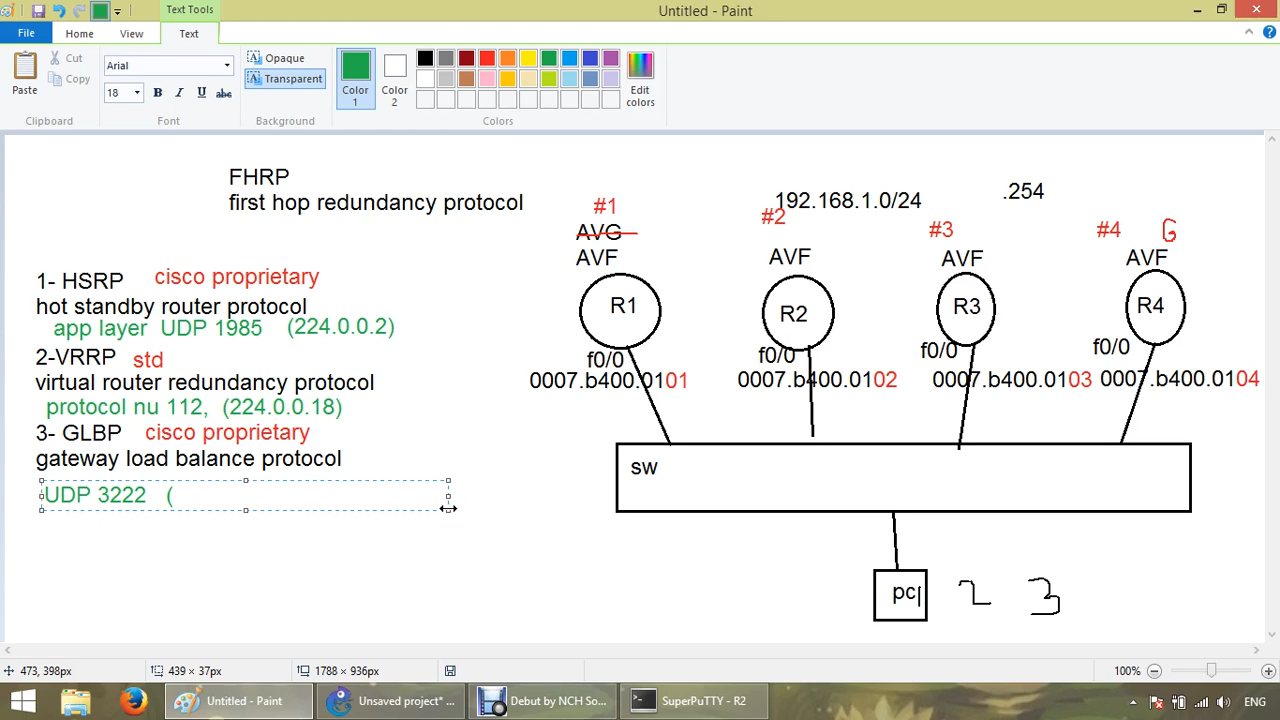 Untitled - Paint
Text Tools
File
Home
View
Text
Paste
Cut
Copy
Clipboard
Arial
18
B I U abc
Font
Opaque
Transparent
Background
Color 1
Color 2
Edit colors
Colors
FHRP
first hop redundancy protocol
1- HSRP cisco proprietary
hot standby router protocol
app layer UDP 1985 (224.0.0.2)
2-VRRP std
virtual router redundancy protocol
protocol nu 112, (224.0.0.18)
3- GLBP cisco proprietary
gateway load balance protocol
UDP 3222 (
192.168.1.0/24 .254
#1 #2 #3 #4 G
AVG
AVF AVF AVF AVF
R1 R2 R3 R4
f0/0 f0/0 f0/0 f0/0
0007.b400.0101 0007.b400.0102 0007.b400.0103 0007.b400.0104
sw
pc 2 3
473, 398px
439 × 37px
1788 × 936px
100%
Untitled - Paint
Unsaved project* ...
Debut by NCH So...
SuperPuTTY - R2
ENG